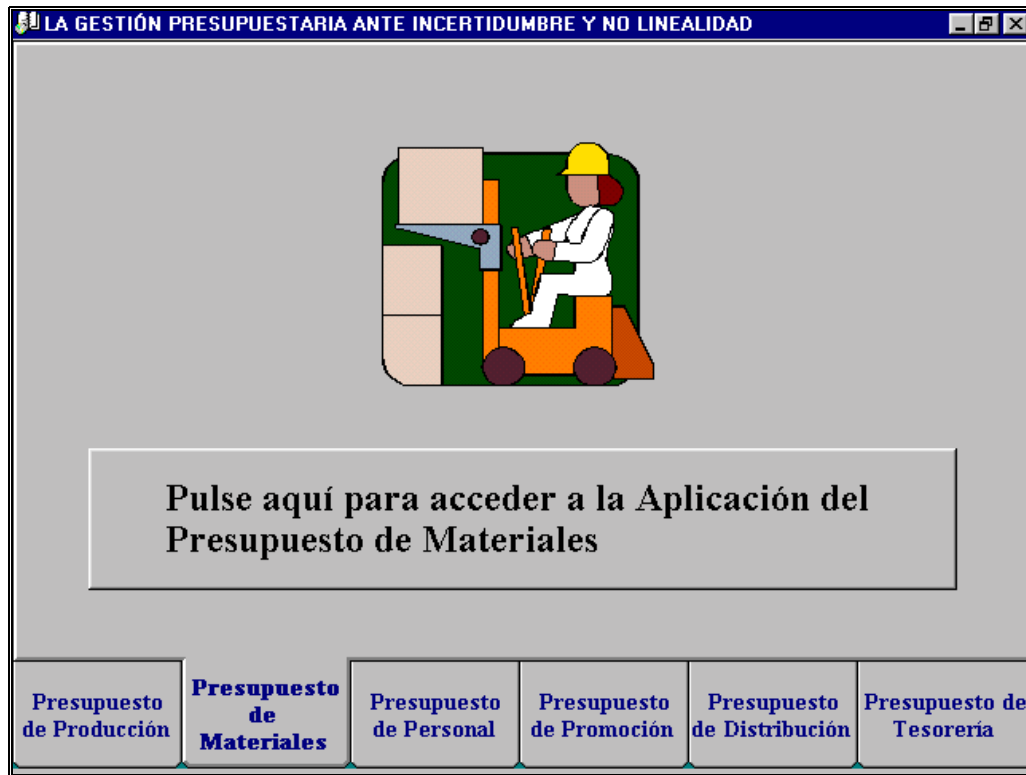 LA GESTIÓN PRESUPUESTARIA ANTE INCERTIDUMBRE Y NO LINEALIDAD
Pulse aquí para acceder a la Aplicación del
Presupuesto de Materiales
Presupuesto
de Producción
Presupuesto
de
Materiales
Presupuesto
de Personal
Presupuesto
de Promoción
Presupuesto
de Distribución
Presupuesto de
Tesorería